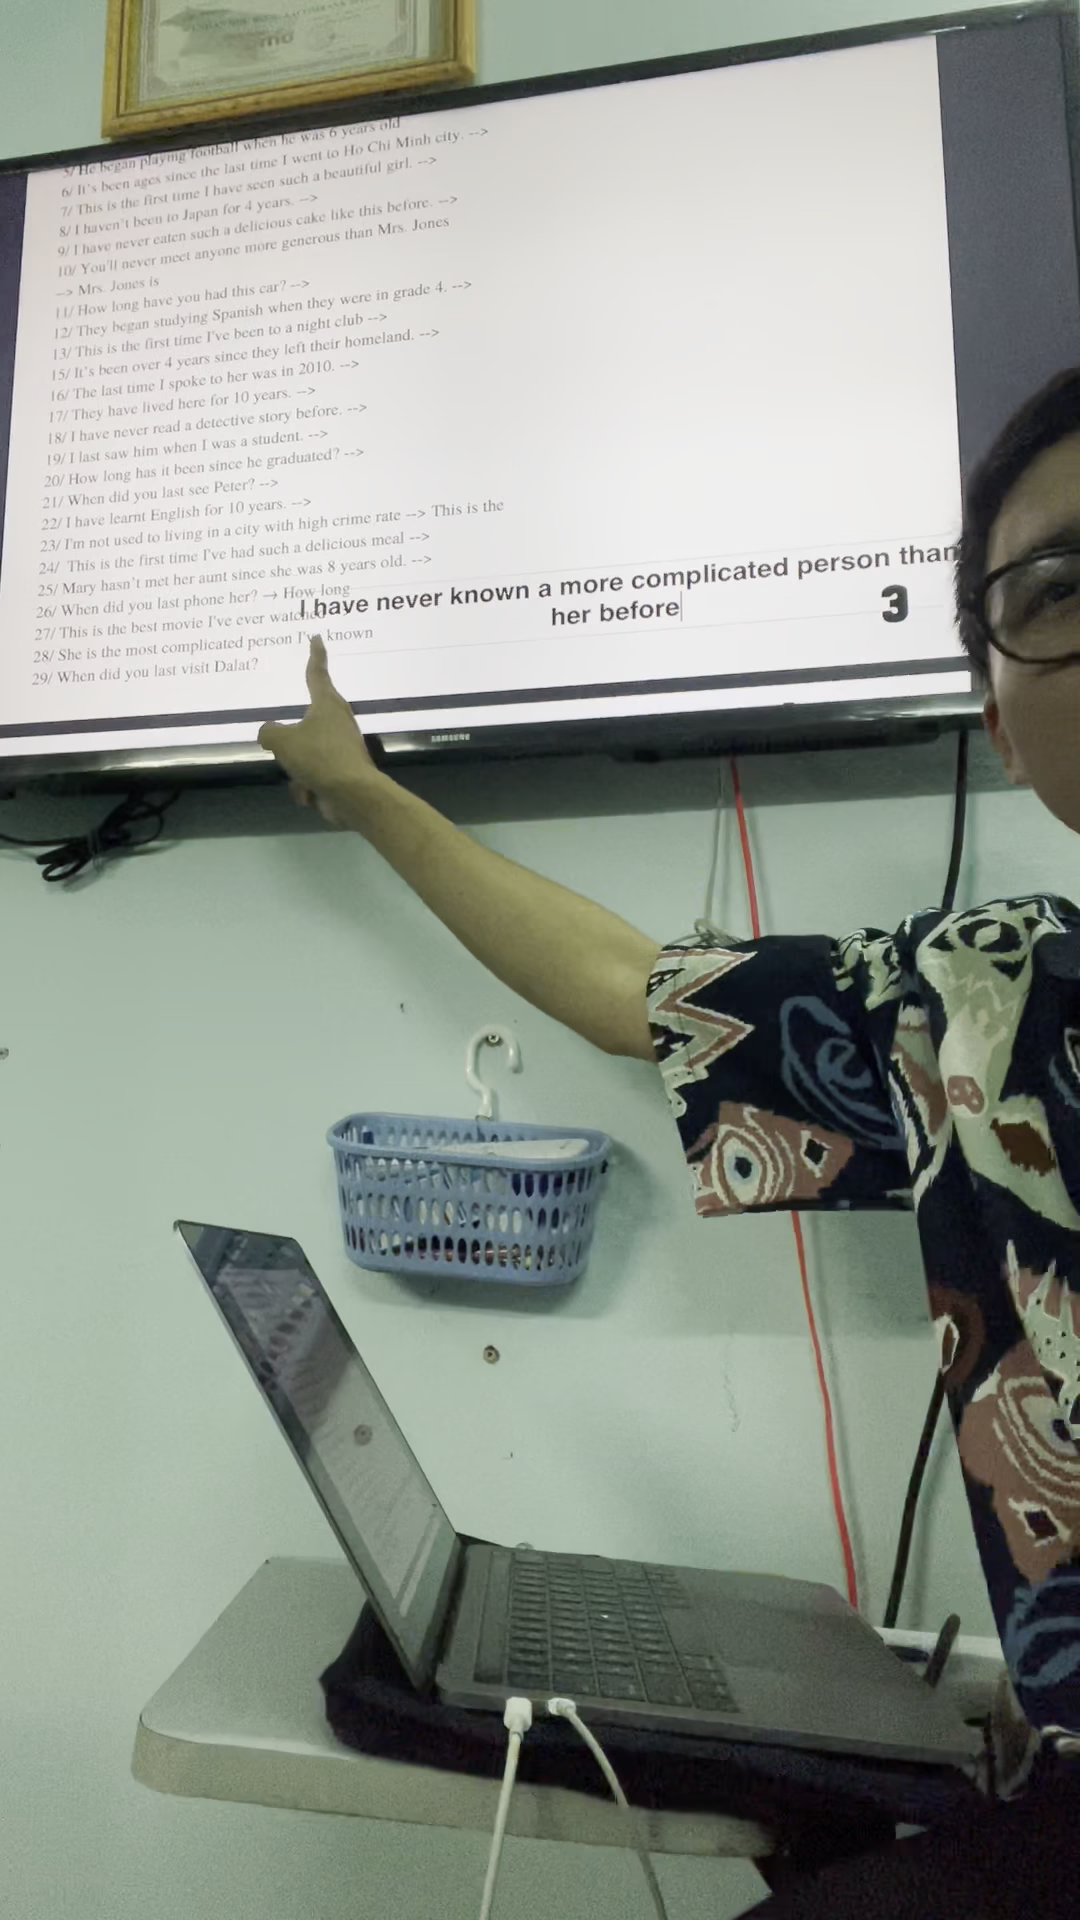 5/ He began playing football when he was 6 years old
6/ It's been ages since the last time I went to Ho Chi Minh city. -->
7/ This is the first time I have seen such a beautiful girl. -->
8/ I haven't been to Japan for 4 years. -->
9/ I have never eaten such a delicious cake like this before. -->
10/ You'll never meet anyone more generous than Mrs. Jones
--> Mrs. Jones is
11/ How long have you had this car? -->
12/ They began studying Spanish when they were in grade 4. -->
13/ This is the first time I've been to a night club -->
15/ It's been over 4 years since they left their homeland. -->
16/ The last time I spoke to her was in 2010. -->
17/ They have lived here for 10 years. -->
18/ I have never read a detective story before. -->
19/ I last saw him when I was a student. -->
20/ How long has it been since he graduated? -->
21/ When did you last see Peter? -->
22/ I have learnt English for 10 years. -->
23/ I'm not used to living in a city with high crime rate --> This is the
24/ This is the first time I've had such a delicious meal -->
25/ Mary hasn't met her aunt since she was 8 years old. -->
26/ When did you last phone her? → How long
27/ This is the best movie I've ever watched
28/ She is the most complicated person I've known
29/ When did you last visit Dalat?
I have never known a more complicated person than
her before
3
SAMSUNG